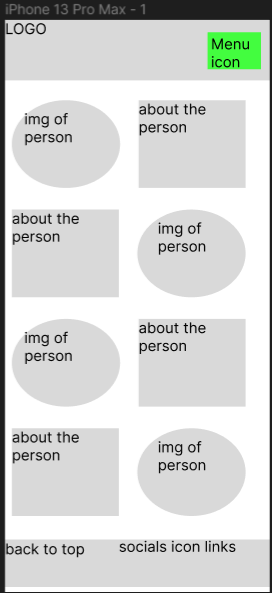 iPhone 13 Pro Max - 1
LOGO
Menu
icon
img of
person
about the
person
about the
person
img of
person
img of
person
about the
person
about the
person
img of
person
back to top
socials icon links